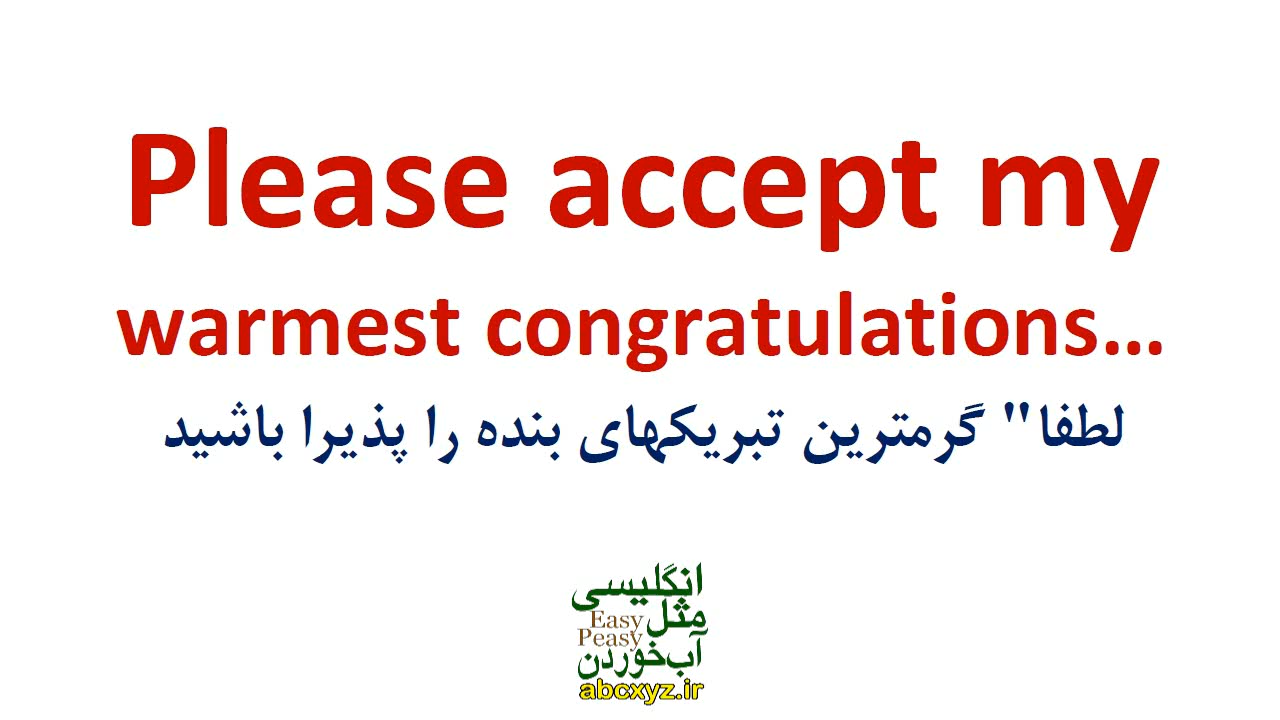 Please accept my
warmest congratulations...
لطفا" گرمترین تبریکهای بنده را پذیرا باشید
انگلیسی
مثل
Easy
Peasy
آب‌خوردن
abcxyz.ir